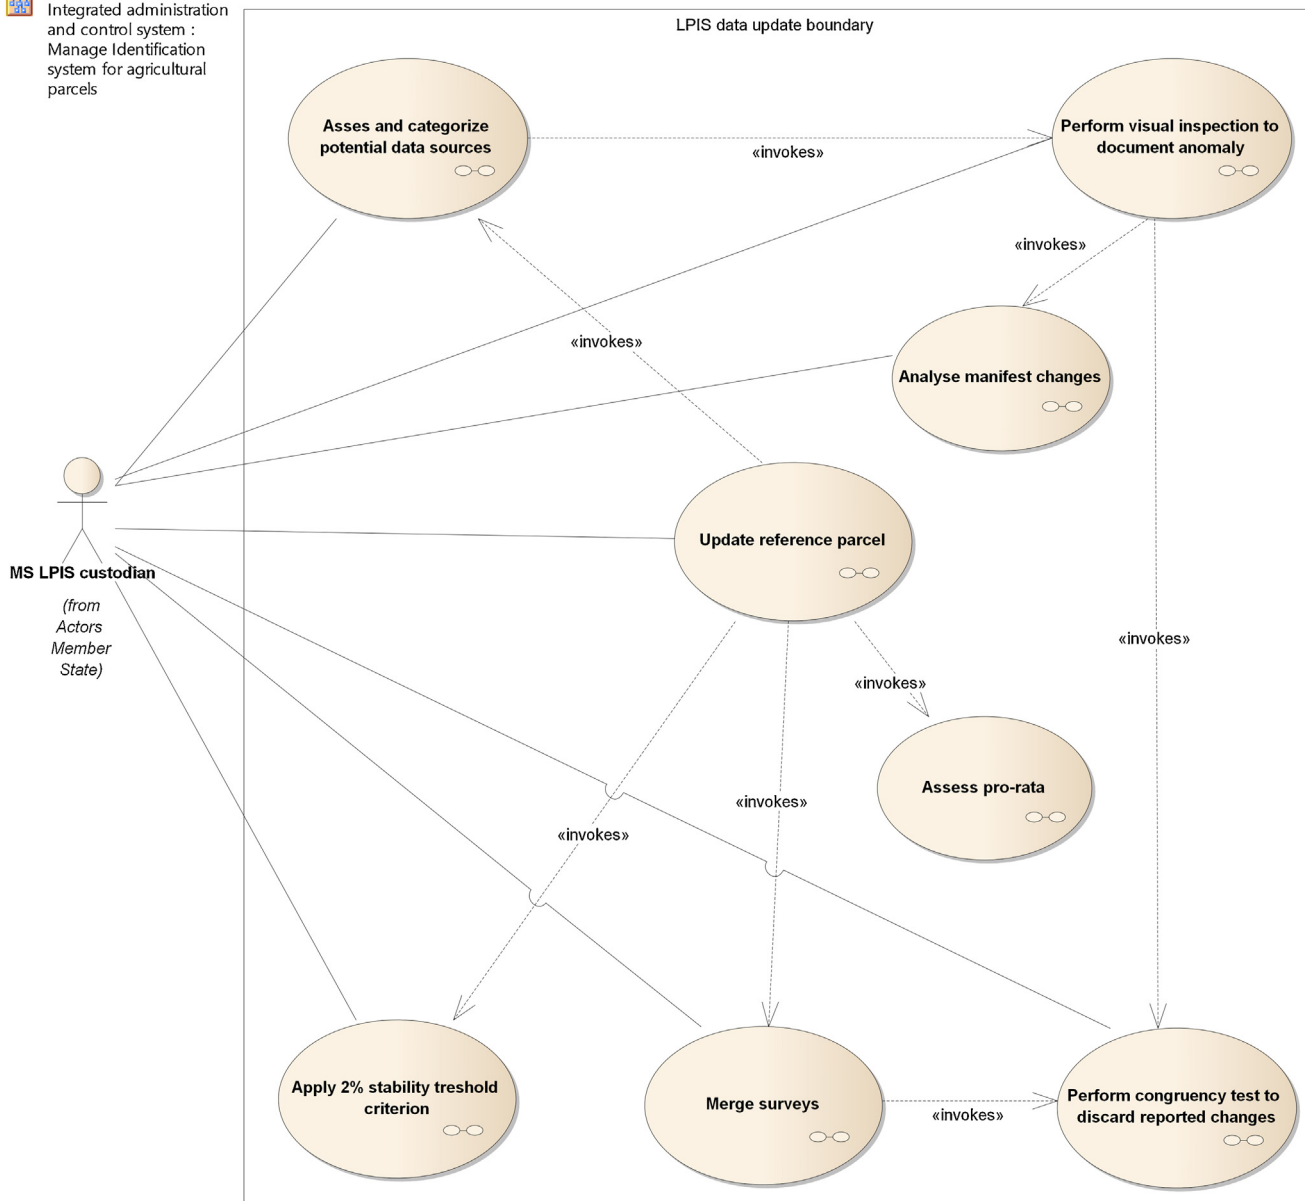 Integrated administration
and control system :
Manage Identification
system for agricultural
parcels
LPIS data update boundary
Asses and categorize
potential data sources
«invokes»
Perform visual inspection to
document anomaly
«invokes»
«invokes»
Analyse manifest changes
Update reference parcel
MS LPIS custodian
(from
Actors
Member
State)
«invokes»
«invokes»
Assess pro-rata
«invokes»
«invokes»
Apply 2% stability treshold
criterion
Merge surveys
«invokes»
Perform congruency test to
discard reported changes